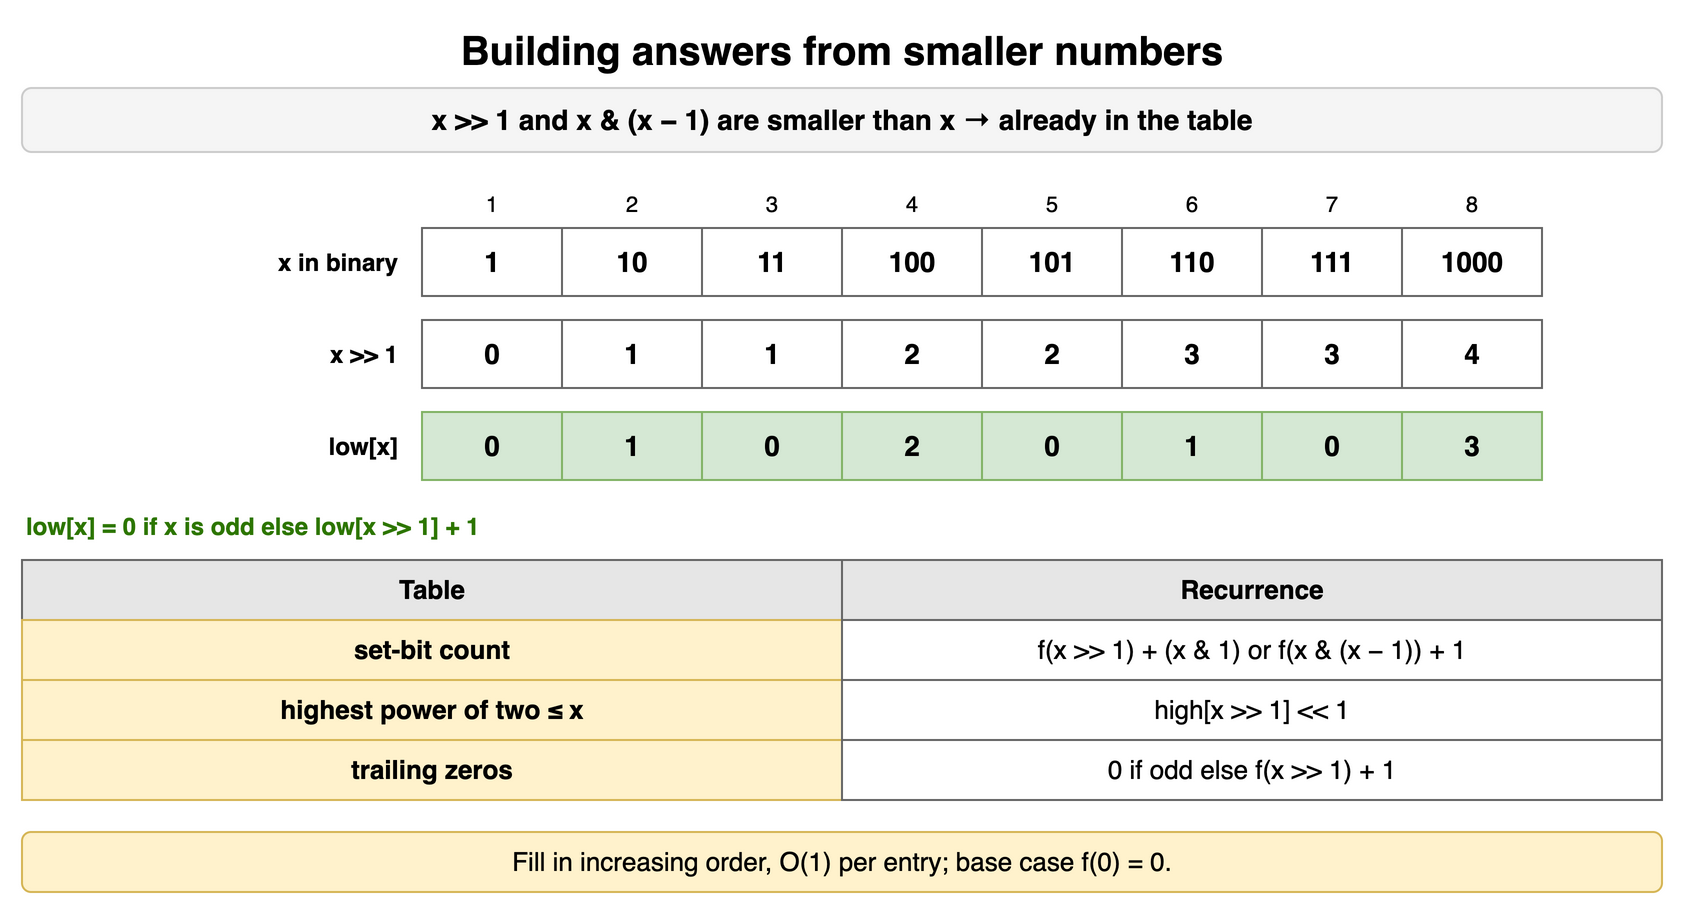 Building answers from smaller numbers
x >> 1 and x & (x − 1) are smaller than x → already in the table
1 2 3 4 5 6 7 8
x in binary 1 10 11 100 101 110 111 1000
x >> 1 0 1 1 2 2 3 3 4
low[x] 0 1 0 2 0 1 0 3
low[x] = 0 if x is odd else low[x >> 1] + 1
Table Recurrence
set-bit count f(x >> 1) + (x & 1) or f(x & (x − 1)) + 1
highest power of two ≤ x high[x >> 1] << 1
trailing zeros 0 if odd else f(x >> 1) + 1
Fill in increasing order, O(1) per entry; base case f(0) = 0.